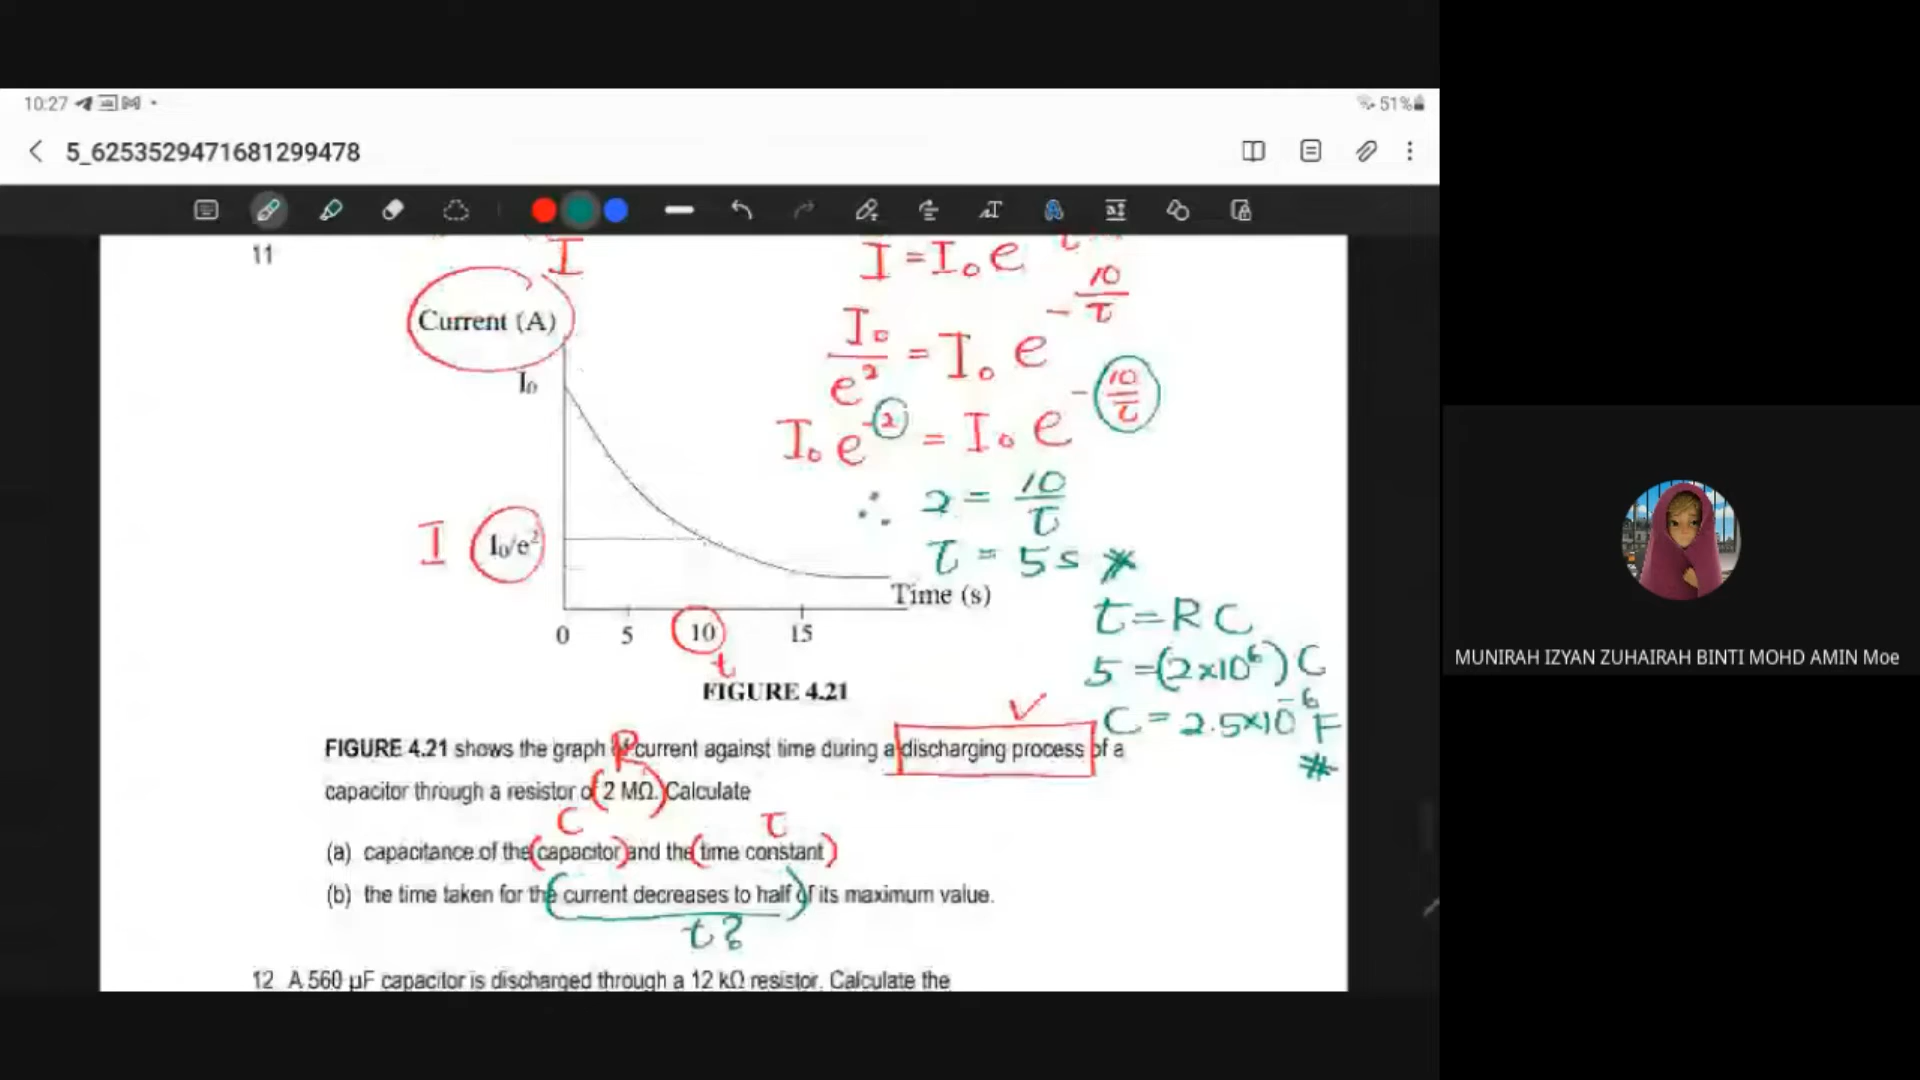 10:27 51%
5_6253529471681299478
11
I
I = I₀ e
Current (A)
I₀
I₀/e² = I₀ e^(-10/τ)
I₀ e^(-2) = I₀ e^(-10/τ)
∴ 2 = 10/τ
τ = 5s
I I₀/e²
Time (s)
0 5 10 15
t
FIGURE 4.21
τ = RC
5 = (2×10⁶) C
C = 2.5×10⁻⁶ F
#
R
FIGURE 4.21 shows the graph of current against time during a discharging process of a
capacitor through a resistor of 2 MΩ. Calculate
C τ
(a) capacitance of the (capacitor) and the (time constant)
(b) the time taken for the (current decreases to half) of its maximum value.
t?
12 A 560 µF capacitor is discharged through a 12 kΩ resistor. Calculate the
MUNIRAH IZYAN ZUHAIRAH BINTI MOHD AMIN Moe